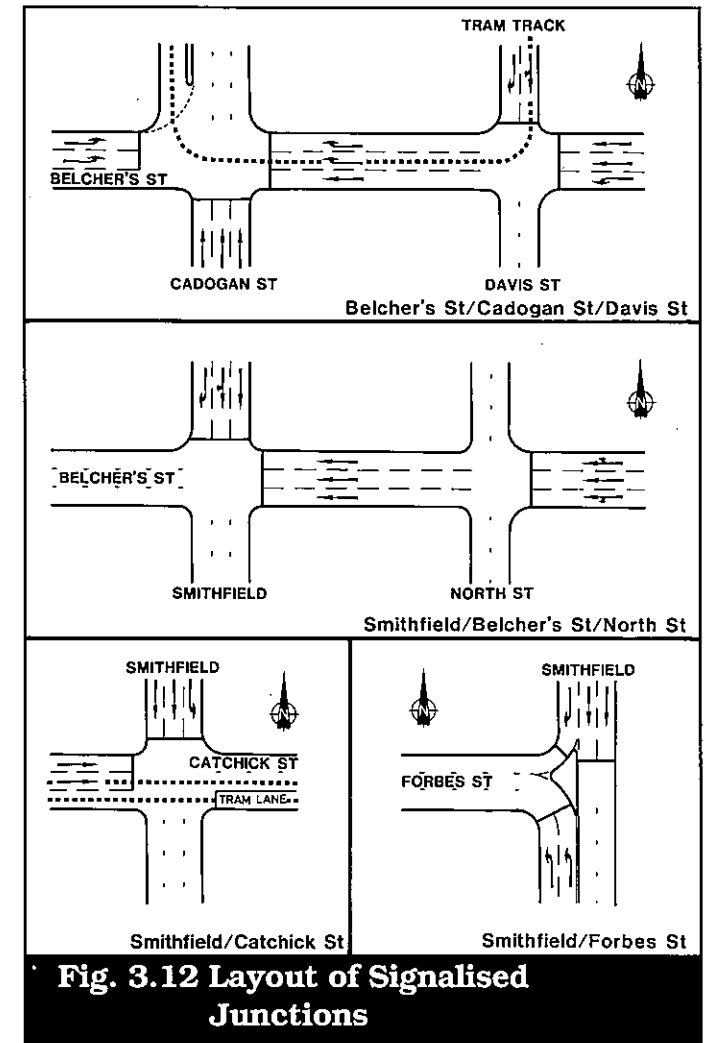 TRAM TRACK
N
BELCHER'S ST
CADOGAN ST
DAVIS ST
Belcher's St/Cadogan St/Davis St
N
BELCHER'S ST
SMITHFIELD
NORTH ST
Smithfield/Belcher's St/North St
SMITHFIELD
N
CATCHICK ST
TRAM LANE
Smithfield/Catchick St
SMITHFIELD
N
FORBES ST
Smithfield/Forbes St
Fig. 3.12 Layout of Signalised
Junctions